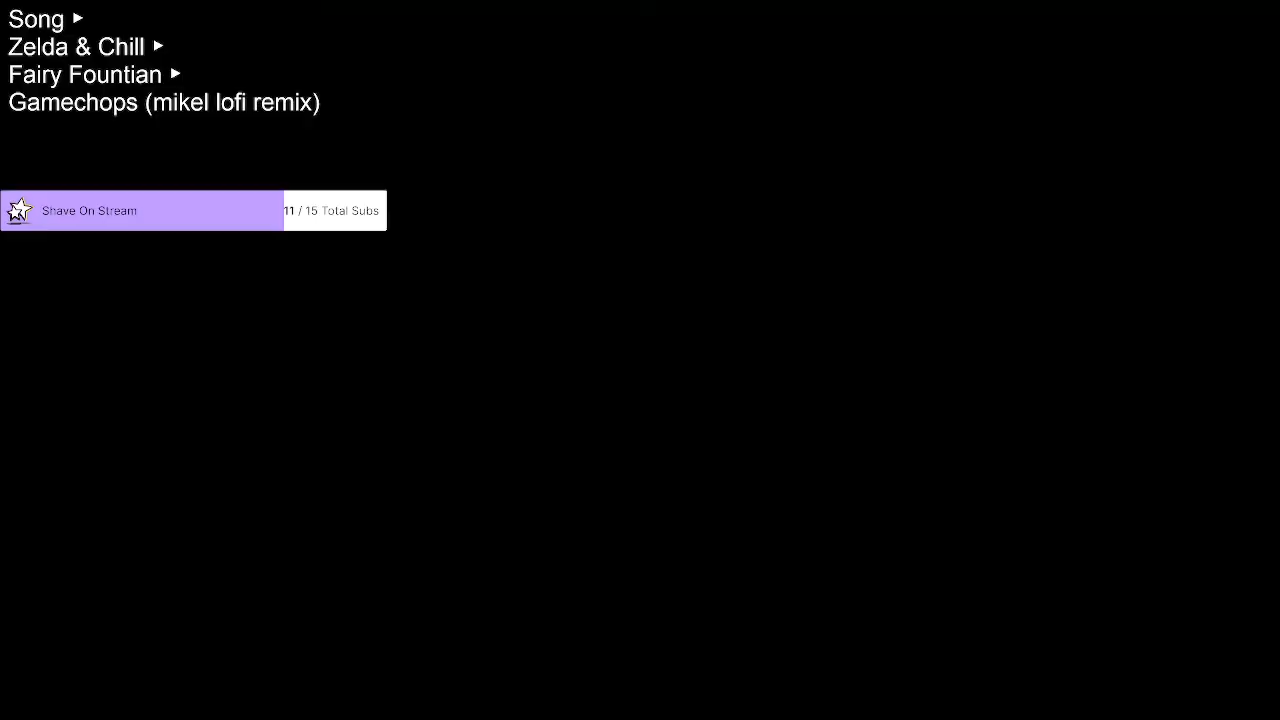 Song ▶
Zelda & Chill ▶
Fairy Fountian ▶
Gamechops (mikel lofi remix)
Shave On Stream 11 / 15 Total Subs